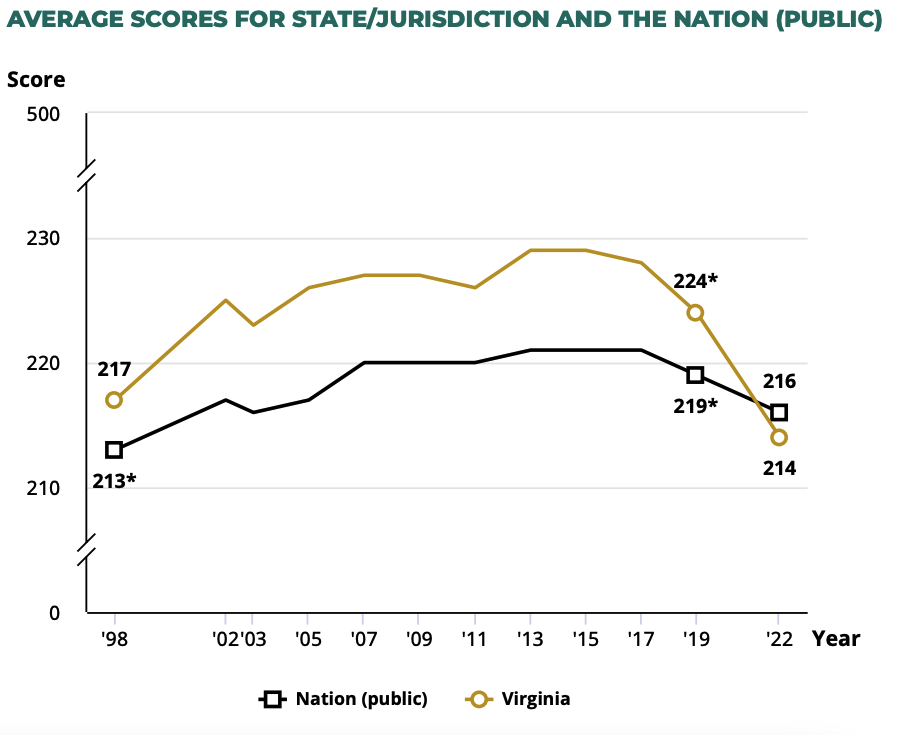 AVERAGE SCORES FOR STATE/JURISDICTION AND THE NATION (PUBLIC)
Score
500
230
224*
217
220
216
219*
213*
214
210
0
'98 '02 '03 '05 '07 '09 '11 '13 '15 '17 '19 '22 Year
Nation (public) Virginia